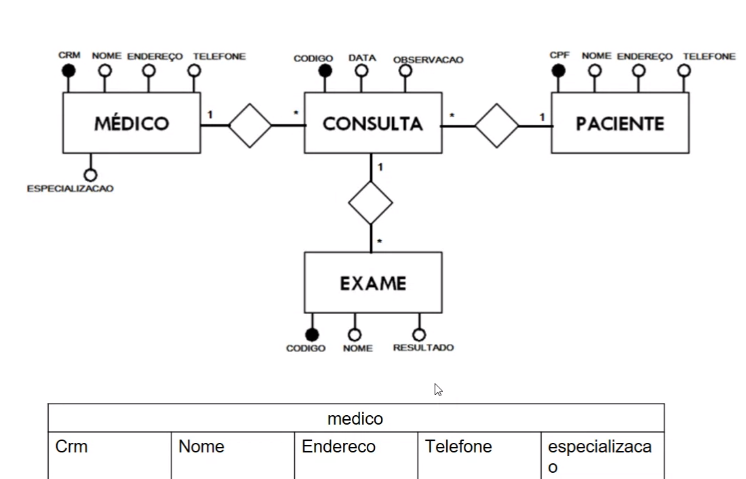 CRM NOME ENDEREÇO TELEFONE
CODIGO DATA OBSERVACAO
CPF NOME ENDEREÇO TELEFONE
MÉDICO 1 * CONSULTA * 1 PACIENTE
ESPECIALIZACAO
1
*
EXAME
CODIGO NOME RESULTADO
medico
Crm Nome Endereco Telefone especializaca
o